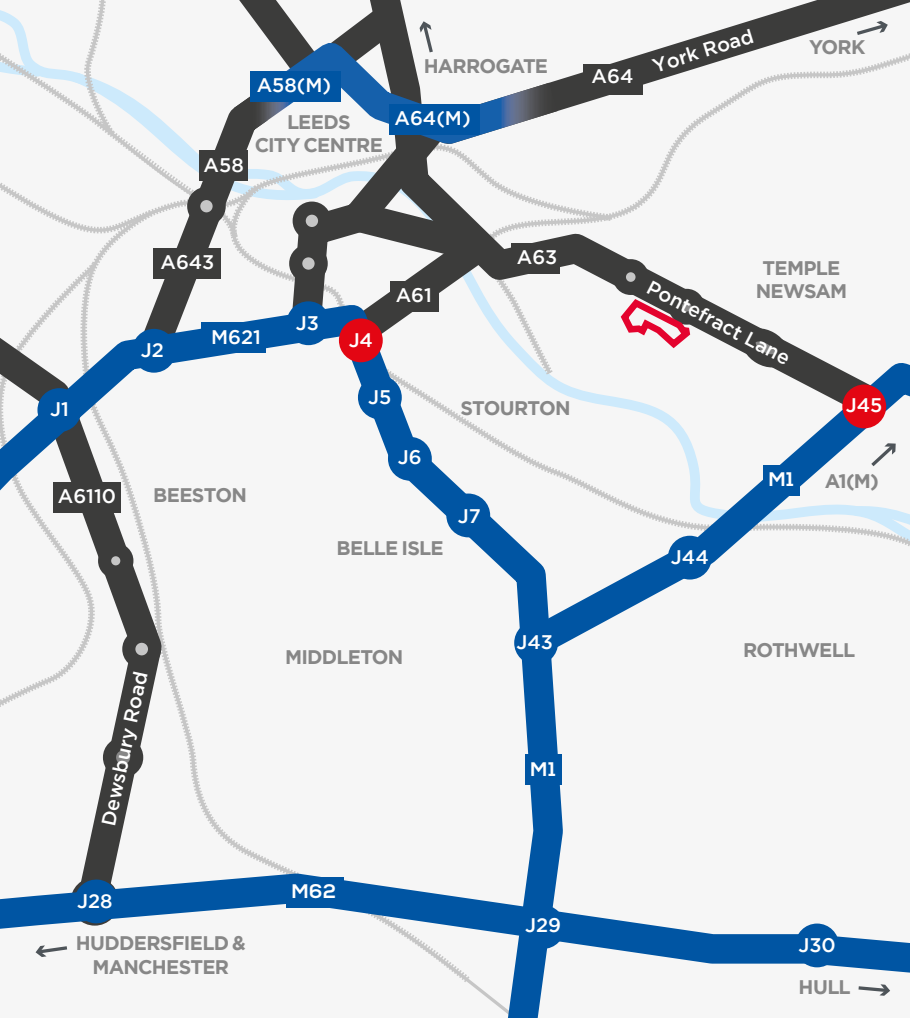 YORK
York Road
HARROGATE
A64
A58(M)
A64(M)
LEEDS
CITY CENTRE
A58
A643
A63
TEMPLE
NEWSAM
A61
Pontefract Lane
J3
M621
J4
J2
J5
J1
STOURTON
J45
J6
M1
A1(M)
A6110
BEESTON
J7
BELLE ISLE
J44
J43
MIDDLETON
ROTHWELL
Dewsbury Road
M1
M62
J28
J29
HUDDERSFIELD &
MANCHESTER
J30
HULL